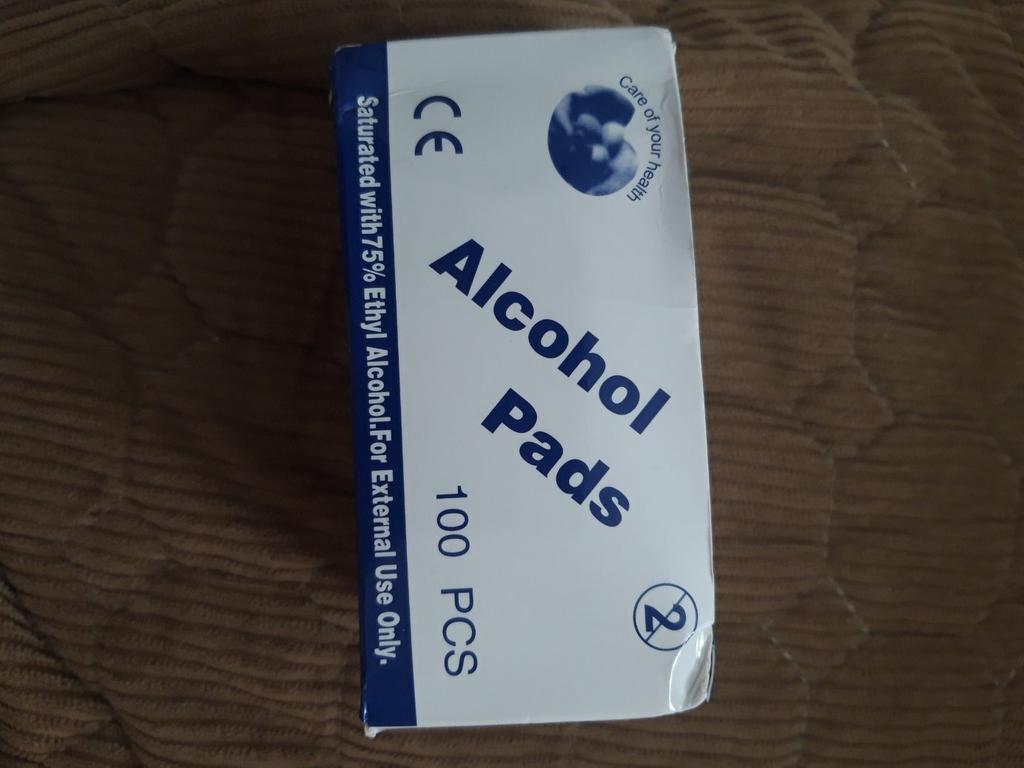 Care of your health
CE
Alcohol
Pads
2
100 PCS
Saturated with 75% Ethyl Alcohol.For External Use Only.